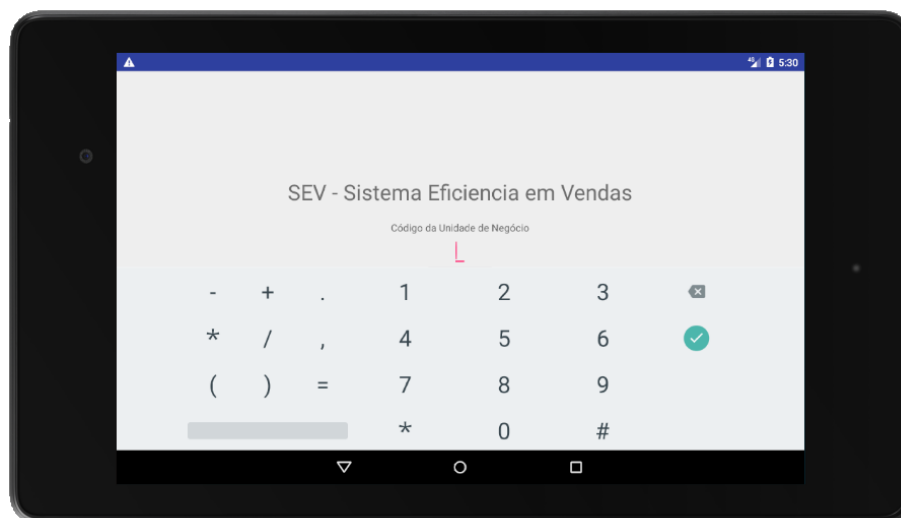 4G 5:30
SEV - Sistema Eficiencia em Vendas
Código da Unidade de Negócio
- + . 1 2 3
* / , 4 5 6
( ) = 7 8 9
* 0 #